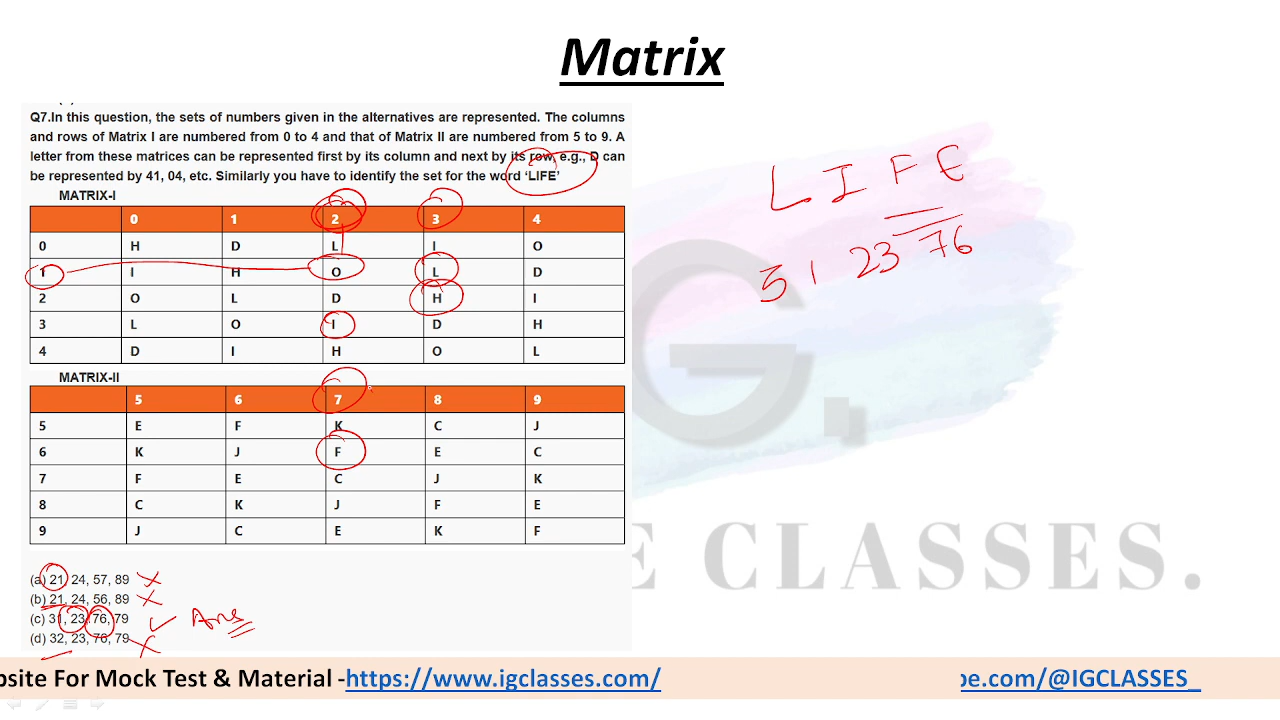 Matrix
Q7.In this question, the sets of numbers given in the alternatives are represented. The columns
and rows of Matrix I are numbered from 0 to 4 and that of Matrix II are numbered from 5 to 9. A
letter from these matrices can be represented first by its column and next by its row, e.g., D can
be represented by 41, 04, etc. Similarly you have to identify the set for the word ‘LIFE’
MATRIX-I
0 1 2 3 4
0 H D L I O
1 I H O L D
2 O L D H I
3 L O I D H
4 D I H O L
MATRIX-II
5 6 7 8 9
5 E F K C J
6 K J F E C
7 F E C J K
8 C K J F E
9 J C E K F
(a) 21, 24, 57, 89
(b) 21, 24, 56, 89
(c) 31, 23, 76, 79
(d) 32, 23, 76, 79
Ans
L I F E
31 23 76
G.
E CLASSES.
bsite For Mock Test & Material -https://www.igclasses.com/
be.com/@IGCLASSES_